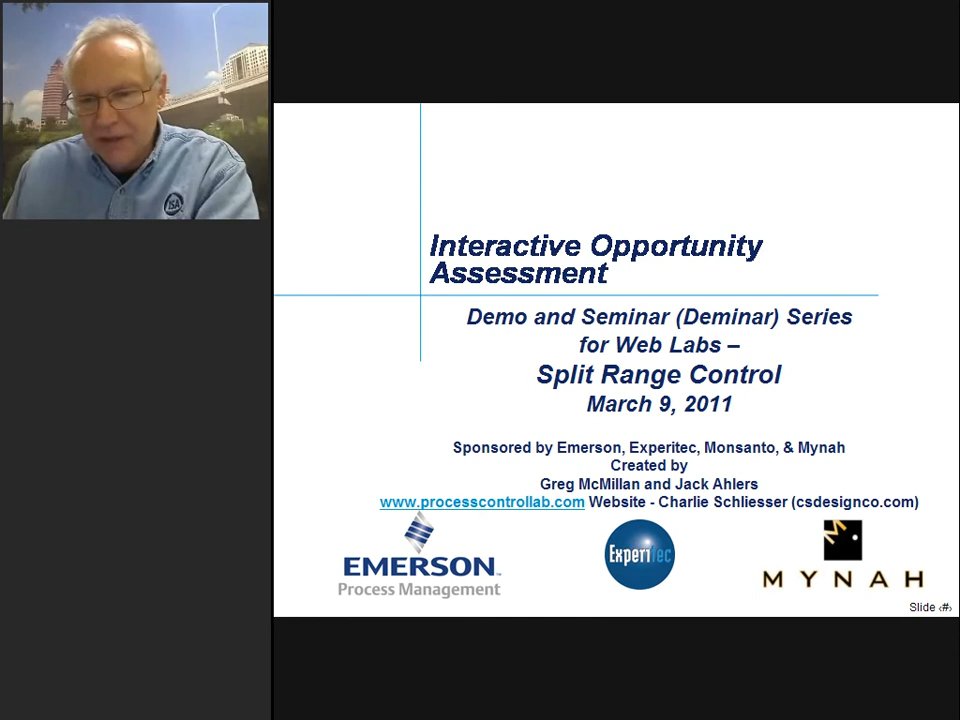 ISA
Interactive Opportunity
Assessment
Demo and Seminar (Deminar) Series
for Web Labs –
Split Range Control
March 9, 2011
Sponsored by Emerson, Experitec, Monsanto, & Mynah
Created by
Greg McMillan and Jack Ahlers
www.processcontrollab.com Website - Charlie Schliesser (csdesignco.com)
EMERSON™
Process Management
Experitec
M
MYNAH
Slide ‹#›